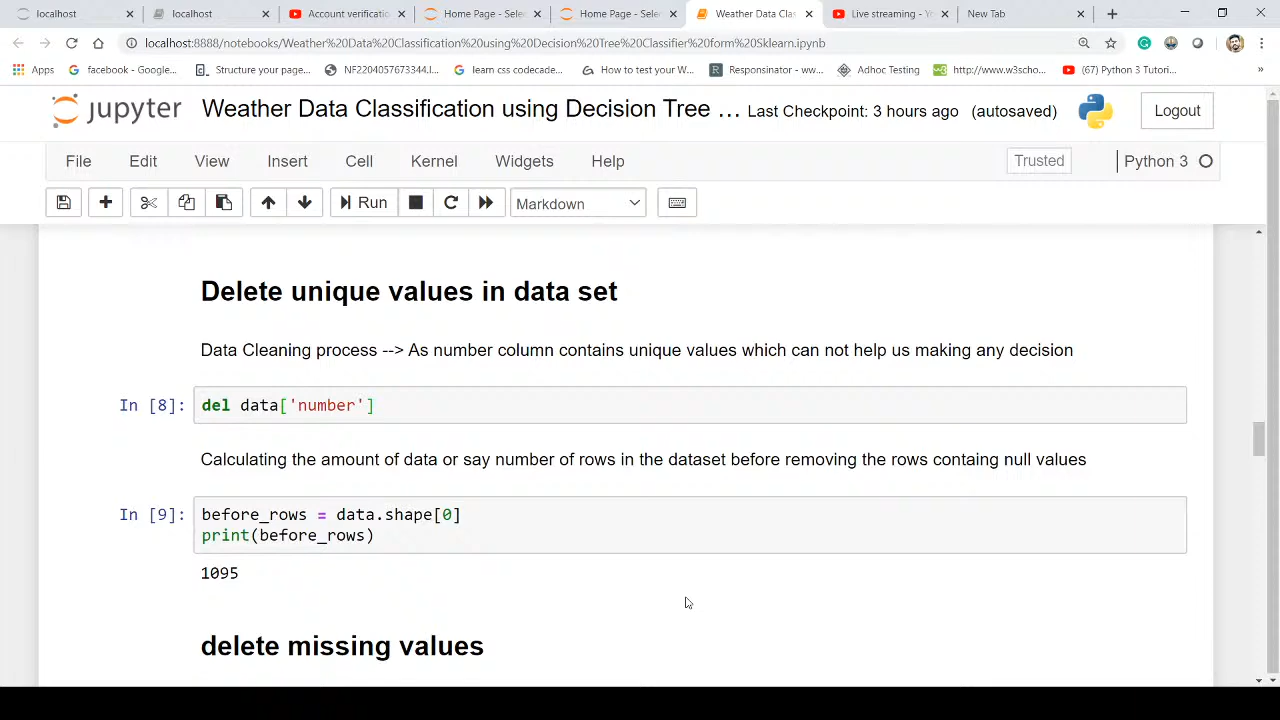 localhost
localhost
Account verificatio
Home Page - Sele
Home Page - Sele
Weather Data Clas
Live streaming - Yo
New Tab
localhost:8888/notebooks/Weather%20Data%20Classification%20using%20Decision%20Tree%20Classifier%20form%20Sklearn.ipynb
Apps
facebook - Google...
Structure your page...
NF2204057673344.I...
learn css codecade...
How to test your W...
Responsinator - ww...
Adhoc Testing
http://www.w3scho...
(67) Python 3 Tutori...
»
jupyter
Weather Data Classification using Decision Tree ...
Last Checkpoint: 3 hours ago (autosaved)
Logout
File Edit View Insert Cell Kernel Widgets Help
Trusted
Python 3
Run
Markdown
Delete unique values in data set
Data Cleaning process --> As number column contains unique values which can not help us making any decision
In [8]: del data['number']
Calculating the amount of data or say number of rows in the dataset before removing the rows containg null values
In [9]: before_rows = data.shape[0]
print(before_rows)
1095
delete missing values